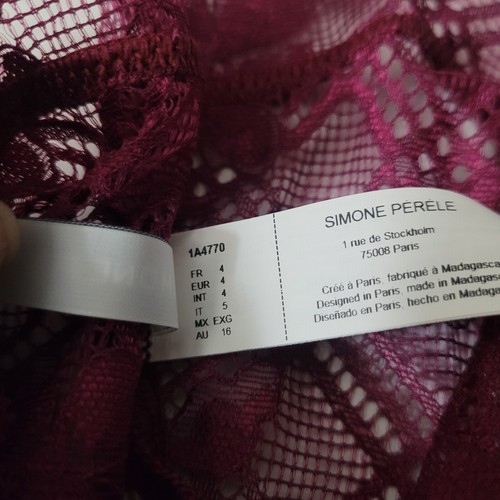 1A4770
FR 4
EUR 4
INT 4
IT 5
MX EXG
AU 16
SIMONE PÉRÈLE
1 rue de Stockholm
75008 Paris
Créé à Paris, fabriqué à Madagasca
Designed in Paris, made in Madagas
Diseñado en Paris, hecho en Madaga